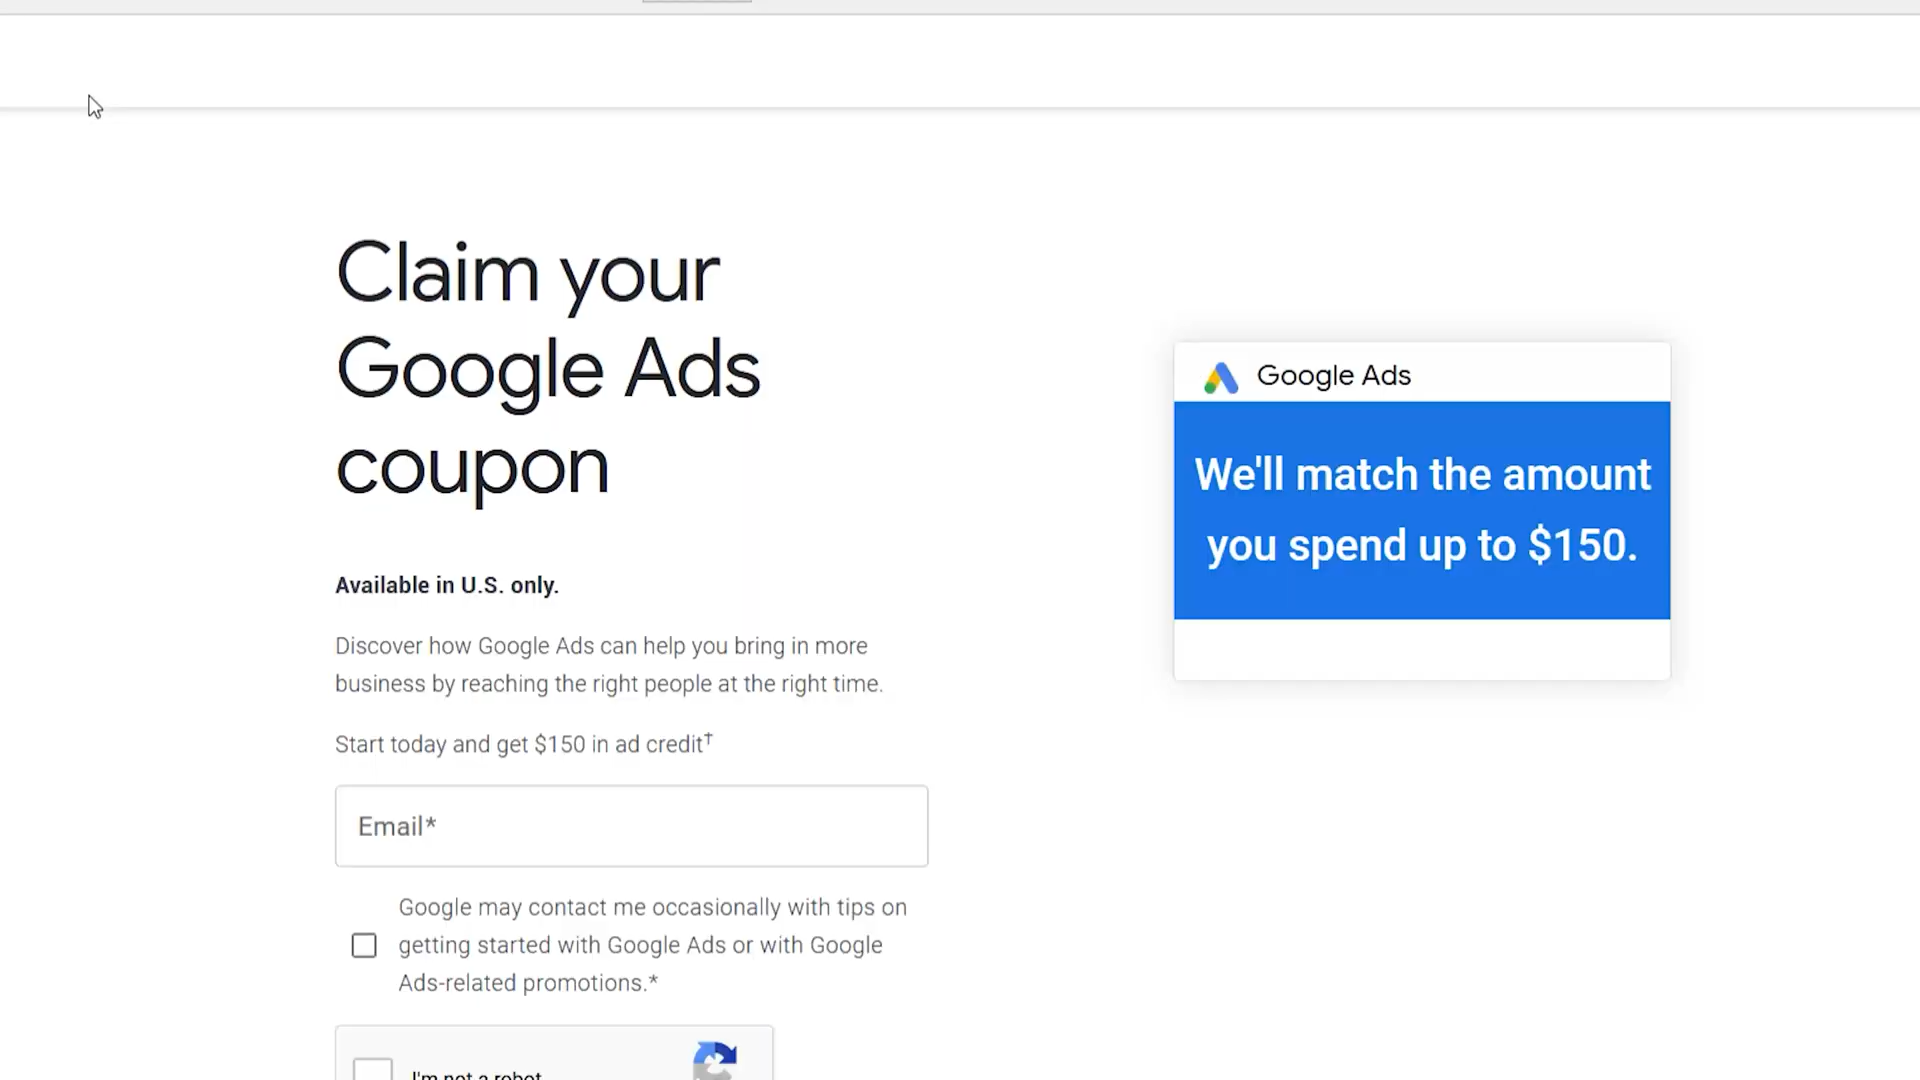 Claim your
Google Ads
coupon
Google Ads
We'll match the amount
you spend up to $150.
Available in U.S. only.
Discover how Google Ads can help you bring in more
business by reaching the right people at the right time.
Start today and get $150 in ad credit†
Email*
Google may contact me occasionally with tips on
getting started with Google Ads or with Google
Ads-related promotions.*
I'm not a robot